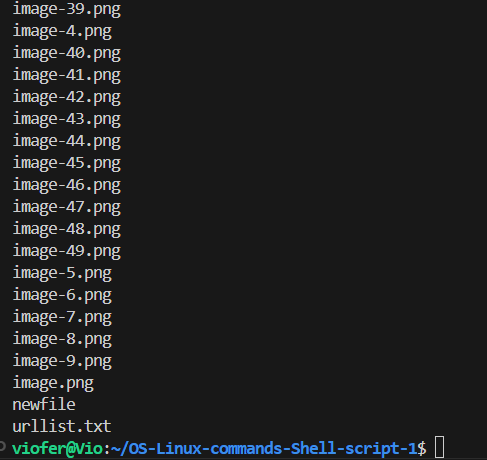 image-39.png
image-4.png
image-40.png
image-41.png
image-42.png
image-43.png
image-44.png
image-45.png
image-46.png
image-47.png
image-48.png
image-49.png
image-5.png
image-6.png
image-7.png
image-8.png
image-9.png
image.png
newfile
urllist.txt
viofer@Vio:~/OS-Linux-commands-Shell-script-1$